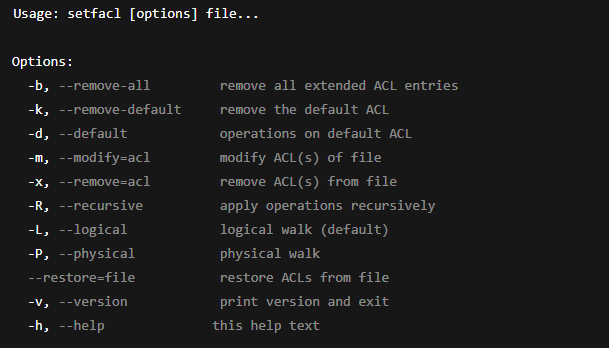 Usage: setfacl [options] file...
Options:
-b, --remove-all remove all extended ACL entries
-k, --remove-default remove the default ACL
-d, --default operations on default ACL
-m, --modify=acl modify ACL(s) of file
-x, --remove=acl remove ACL(s) from file
-R, --recursive apply operations recursively
-L, --logical logical walk (default)
-P, --physical physical walk
--restore=file restore ACLs from file
-v, --version print version and exit
-h, --help this help text